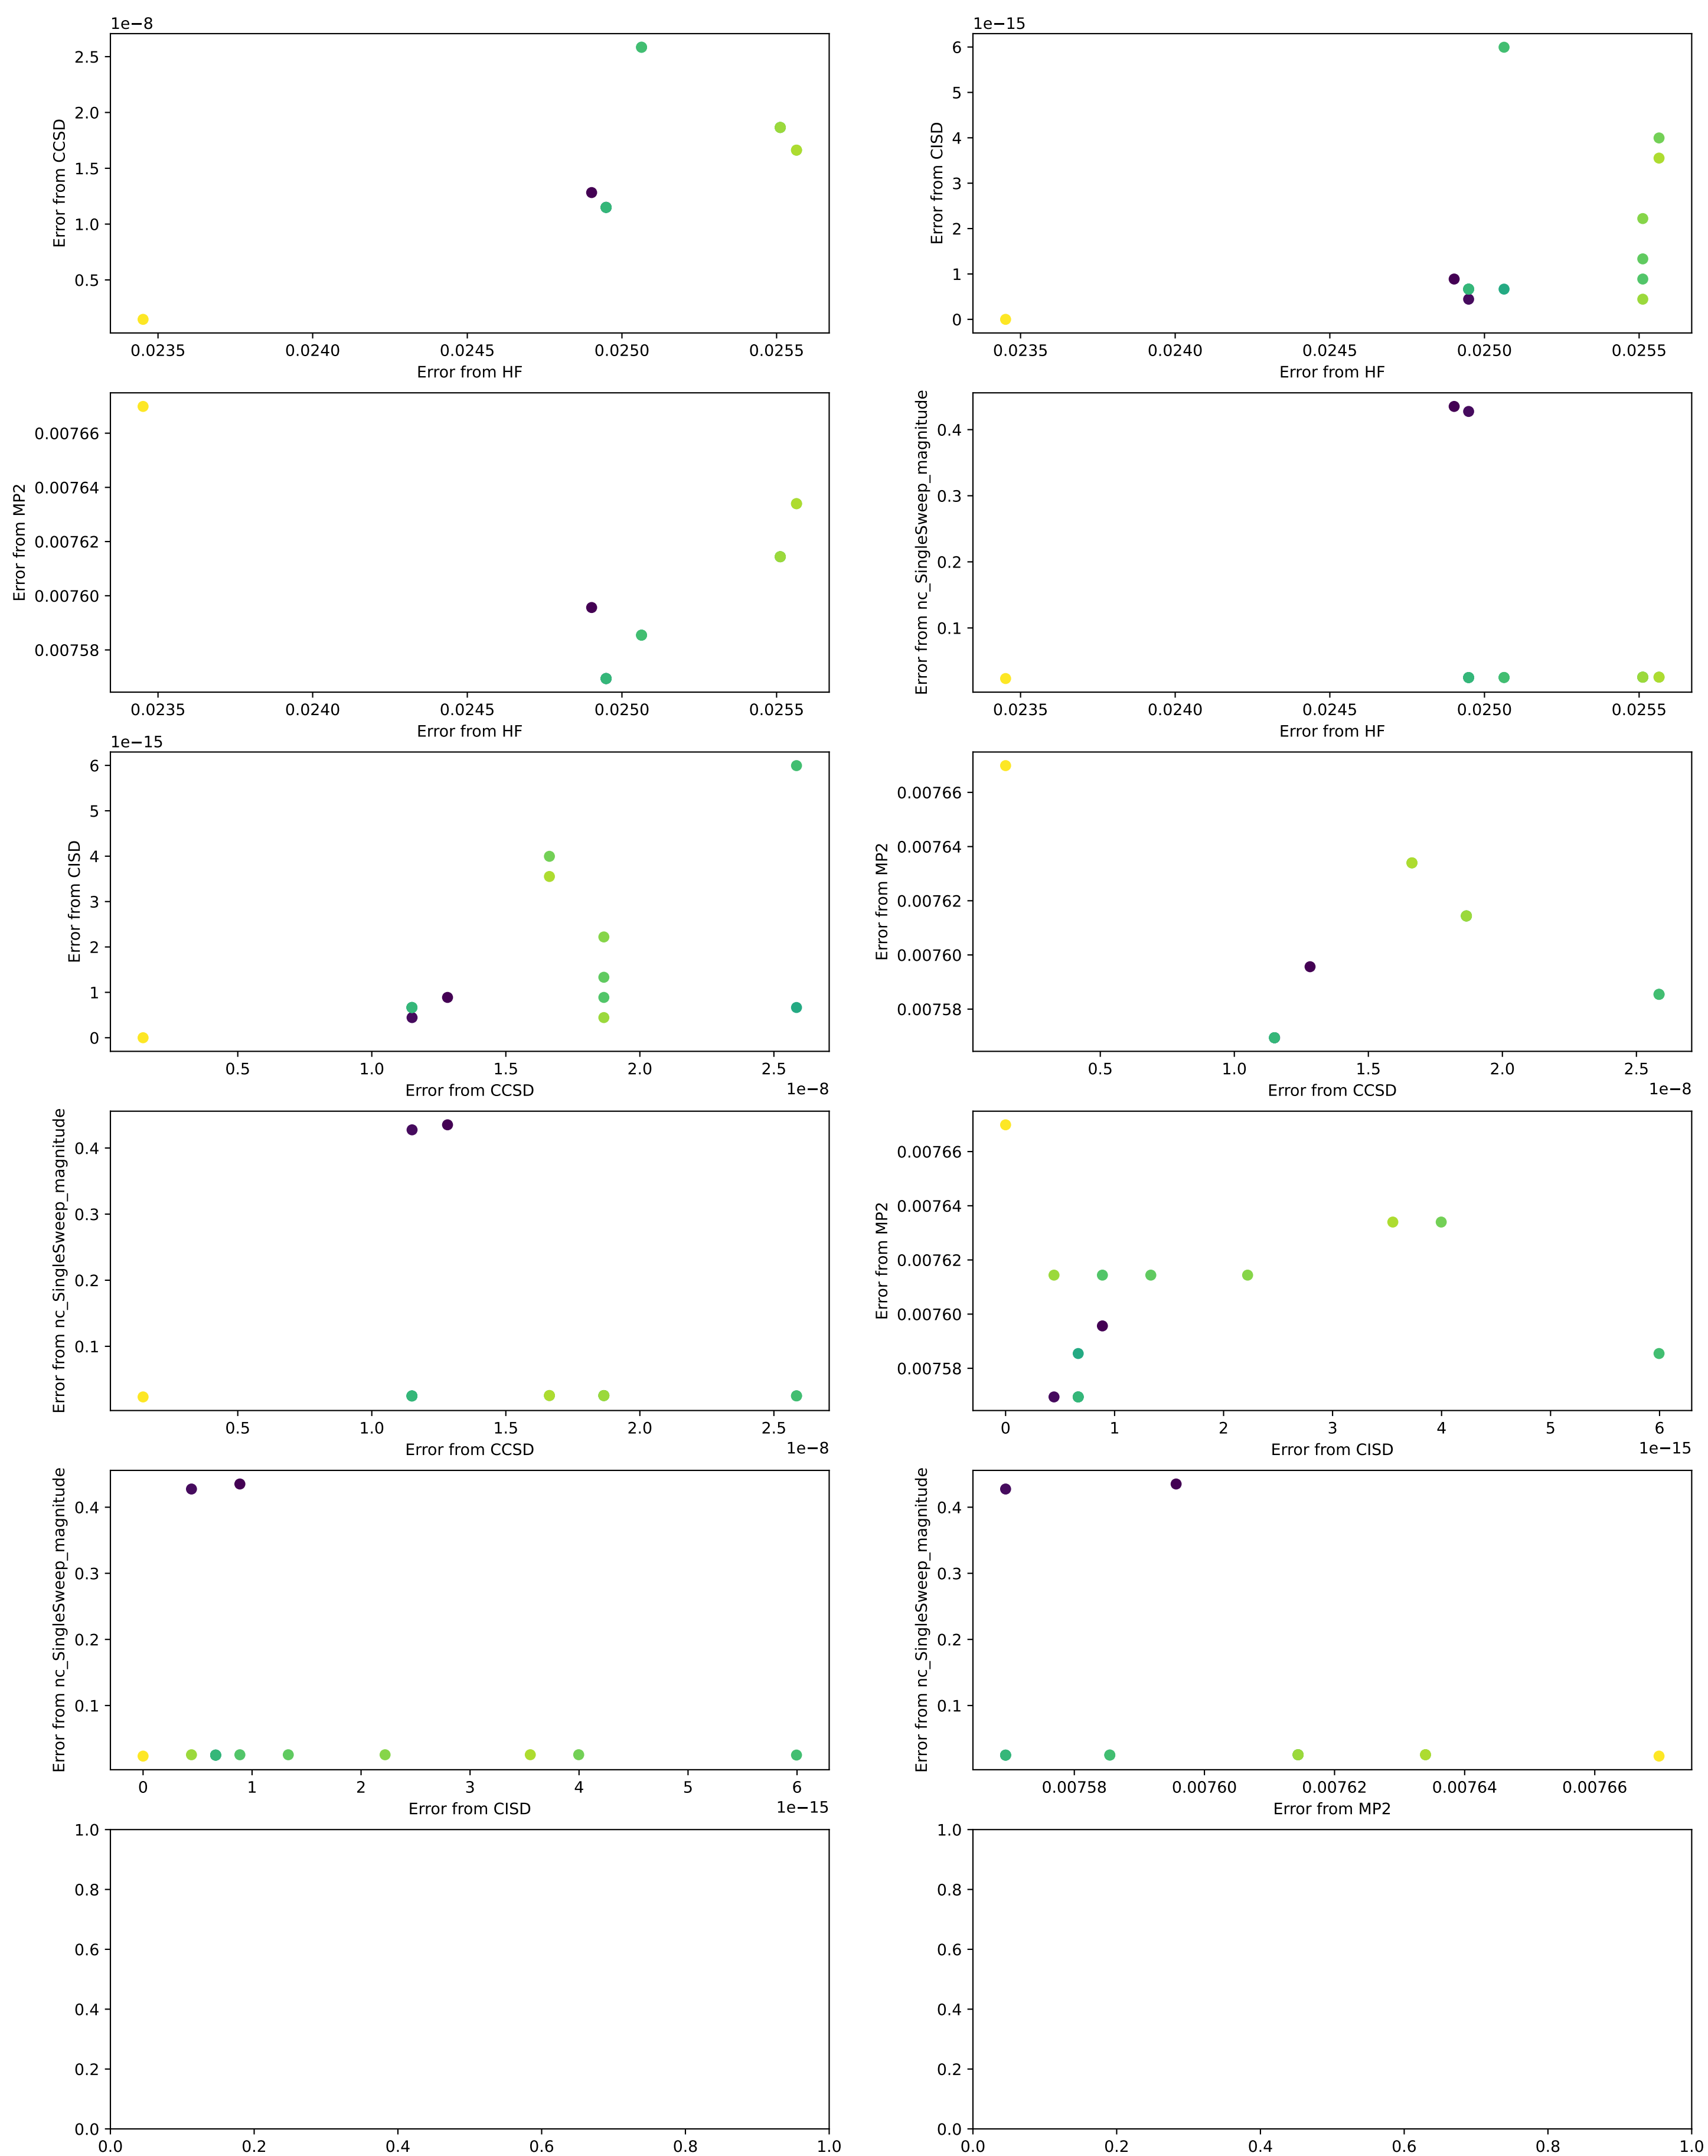 1e−8
2.5
2.0
1.5
1.0
0.5
Error from CCSD
0.0235 0.0240 0.0245 0.0250 0.0255
Error from HF
1e−15
6
5
4
3
2
1
0
Error from CISD
0.0235 0.0240 0.0245 0.0250 0.0255
Error from HF
0.00766
0.00764
0.00762
0.00760
0.00758
Error from MP2
0.0235 0.0240 0.0245 0.0250 0.0255
Error from HF
0.4
0.3
0.2
0.1
Error from nc_SingleSweep_magnitude
0.0235 0.0240 0.0245 0.0250 0.0255
Error from HF
1e−15
6
5
4
3
2
1
0
Error from CISD
0.5 1.0 1.5 2.0 2.5
Error from CCSD
1e−8
0.00766
0.00764
0.00762
0.00760
0.00758
Error from MP2
0.5 1.0 1.5 2.0 2.5
Error from CCSD
1e−8
0.4
0.3
0.2
0.1
Error from nc_SingleSweep_magnitude
0.5 1.0 1.5 2.0 2.5
Error from CCSD
1e−8
0.00766
0.00764
0.00762
0.00760
0.00758
Error from MP2
0 1 2 3 4 5 6
Error from CISD
1e−15
0.4
0.3
0.2
0.1
Error from nc_SingleSweep_magnitude
0 1 2 3 4 5 6
Error from CISD
1e−15
0.4
0.3
0.2
0.1
Error from nc_SingleSweep_magnitude
0.00758 0.00760 0.00762 0.00764 0.00766
Error from MP2
1.0
0.8
0.6
0.4
0.2
0.0
0.0 0.2 0.4 0.6 0.8 1.0
1.0
0.8
0.6
0.4
0.2
0.0
0.0 0.2 0.4 0.6 0.8 1.0